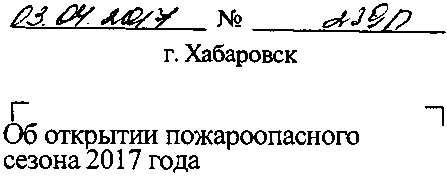 03.04.2017 № 239п
г. Хабаровск
Об открытии пожароопасного
сезона 2017 года